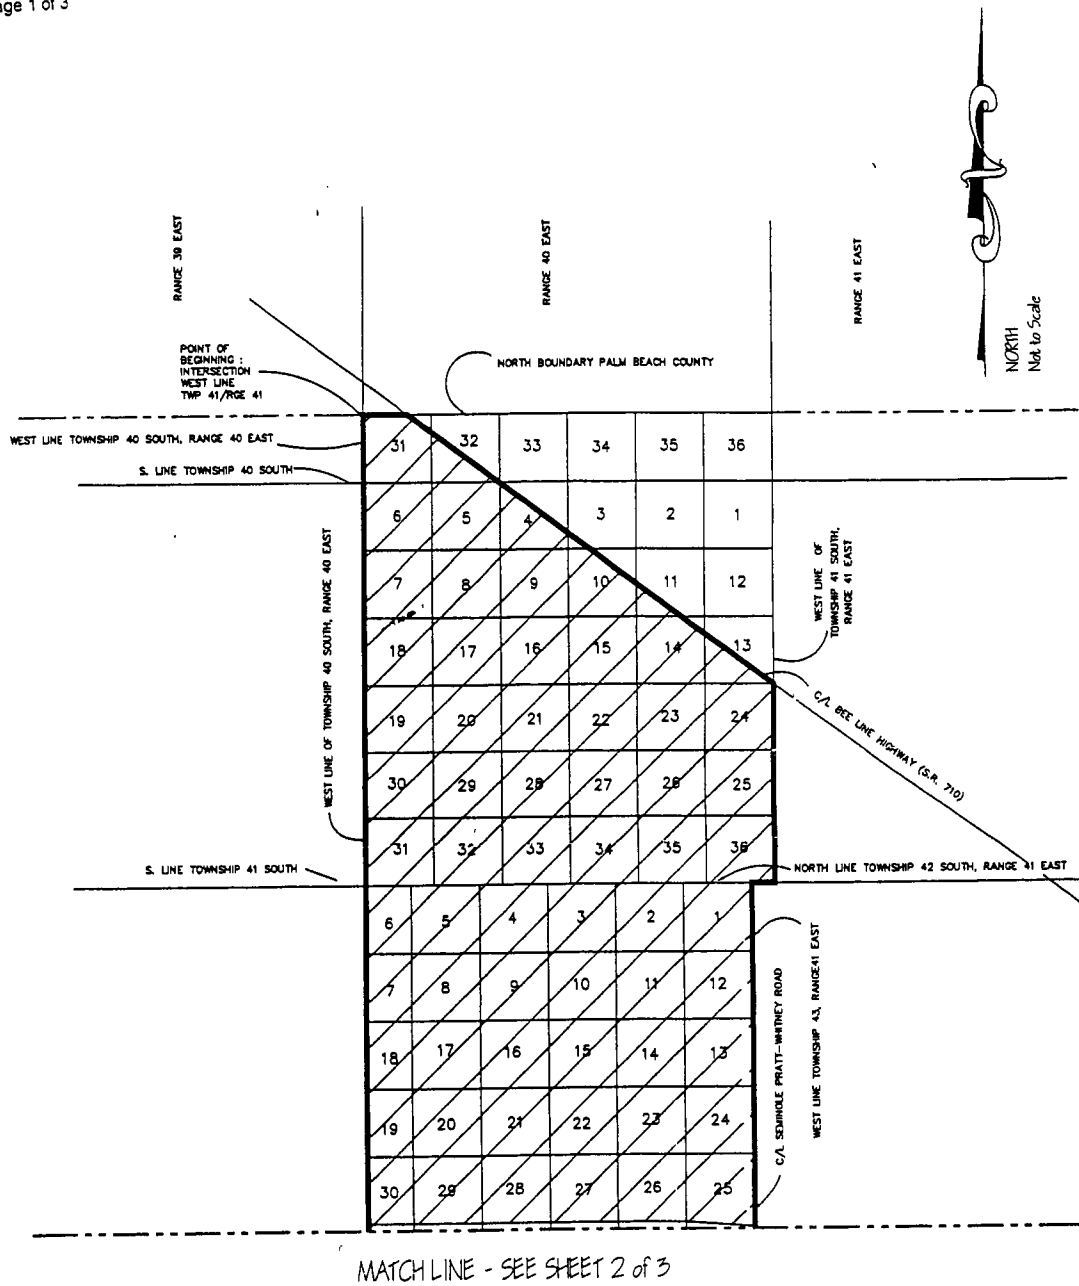 age 1 of 3
RANGE 39 EAST
RANGE 40 EAST
RANGE 41 EAST
NORTH
Not to Scale
POINT OF
BEGINNING :
INTERSECTION
WEST LINE
TWP 41/RGE 41
NORTH BOUNDARY PALM BEACH COUNTY
WEST LINE TOWNSHIP 40 SOUTH, RANGE 40 EAST
S. LINE TOWNSHIP 40 SOUTH
31 32 33 34 35 36
6 5 4 3 2 1
7 8 9 10 11 12
18 17 16 15 14 13
19 20 21 22 23 24
30 29 28 27 26 25
31 32 33 34 35 36
WEST LINE OF TOWNSHIP 40 SOUTH, RANGE 40 EAST
WEST LINE OF
TOWNSHIP 41 SOUTH,
RANGE 41 EAST
C/L BEE LINE HIGHWAY (S.R. 710)
S. LINE TOWNSHIP 41 SOUTH
NORTH LINE TOWNSHIP 42 SOUTH, RANGE 41 EAST
6 5 4 3 2 1
7 8 9 10 11 12
18 17 16 15 14 13
19 20 21 22 23 24
30 29 28 27 26 25
C/L SEMINOLE PRATT-WHITNEY ROAD
WEST LINE TOWNSHIP 43, RANGE41 EAST
MATCH LINE - SEE SHEET 2 of 3